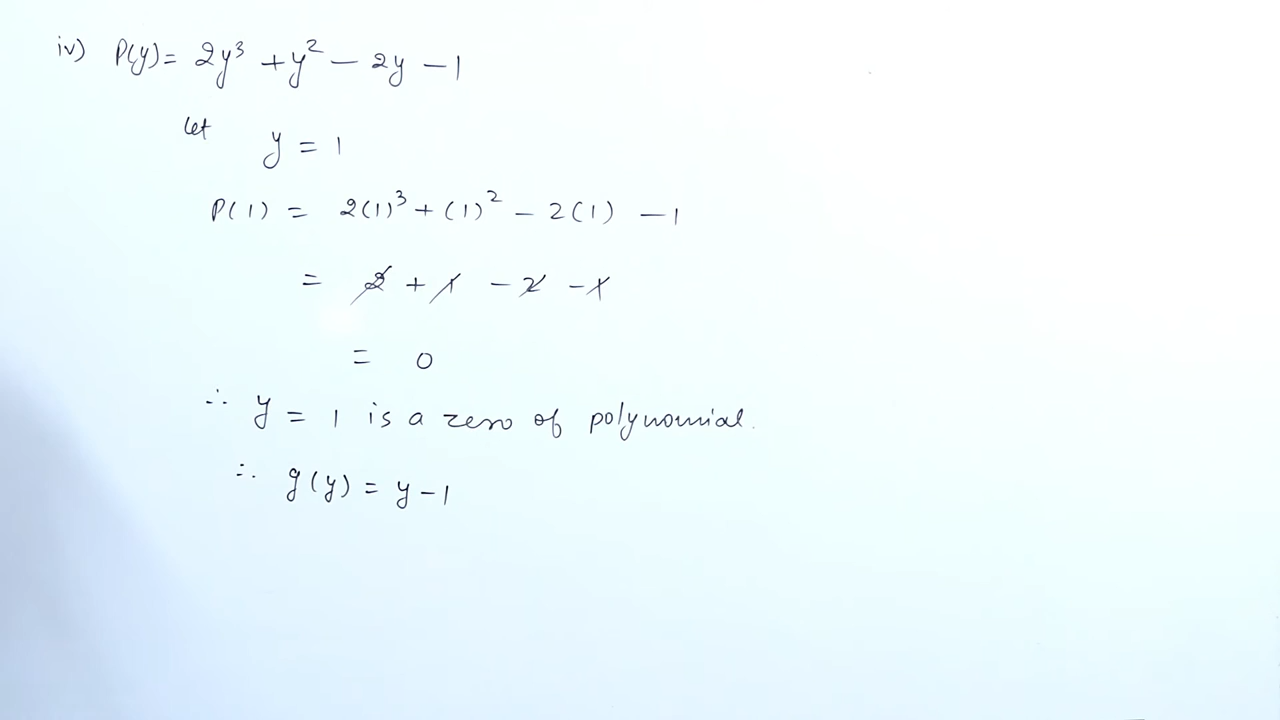 iv) P(y) = 2y³ + y² - 2y - 1
let y = 1
P(1) = 2(1)³ + (1)² - 2(1) - 1
= 2 + 1 - 2 - 1
= 0
∴ y = 1 is a zero of polynomial.
∴ g(y) = y - 1